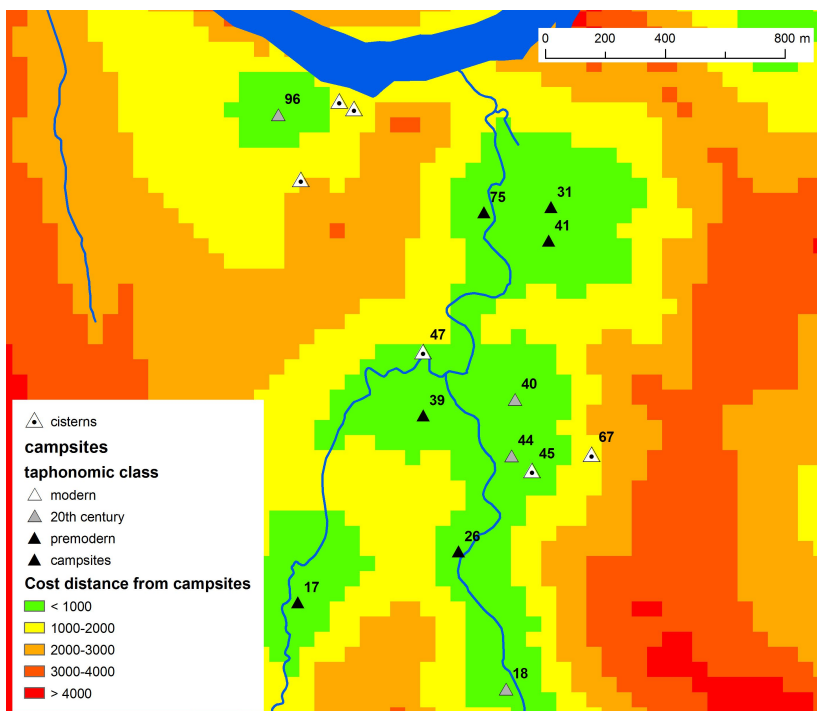 0 200 400 800 m
96
31
75
41
47
40
39
44
45
67
26
17
18
cisterns
campsites
taphonomic class
modern
20th century
premodern
campsites
Cost distance from campsites
< 1000
1000-2000
2000-3000
3000-4000
> 4000